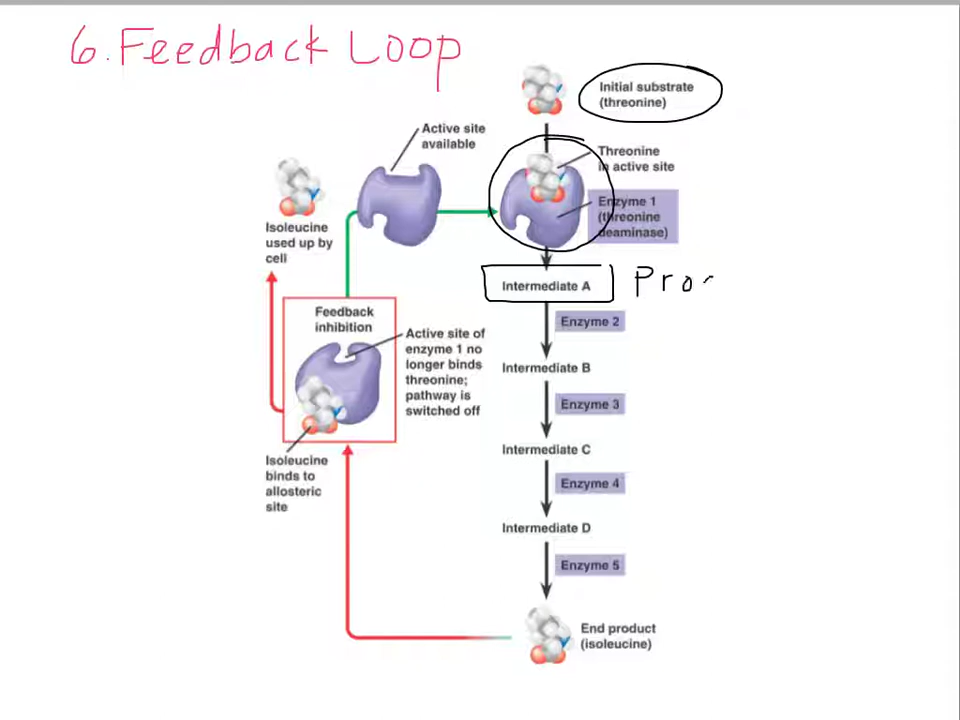 6. Feedback Loop
Initial substrate
(threonine)
Active site
available
Threonine
in active site
Enzyme 1
(threonine
deaminase)
Isoleucine
used up by
cell
Intermediate A
Pro
Feedback
inhibition
Enzyme 2
Active site of
enzyme 1 no
longer binds
threonine;
pathway is
switched off
Intermediate B
Enzyme 3
Intermediate C
Isoleucine
binds to
allosteric
site
Enzyme 4
Intermediate D
Enzyme 5
End product
(isoleucine)